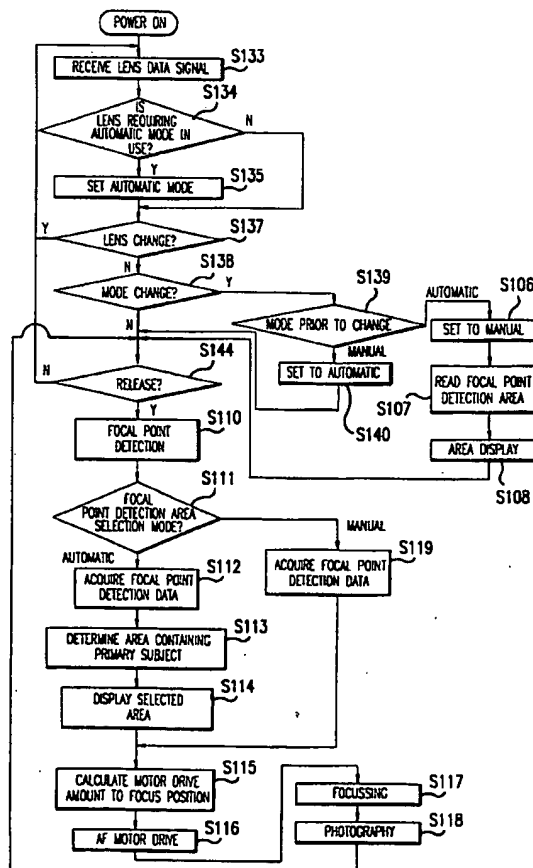 POWER ON
S133
RECEIVE LENS DATA SIGNAL
S134
IS
LENS REQUIRING
AUTOMATIC MODE IN
USE?
N
Y
S135
SET AUTOMATIC MODE
S137
Y
LENS CHANGE?
N
S138
MODE CHANGE?
Y
N
S139
MODE PRIOR TO CHANGE
AUTOMATIC
S106
SET TO MANUAL
MANUAL
SET TO AUTOMATIC
S140
S107
READ FOCAL POINT
DETECTION AREA
AREA DISPLAY
S108
S144
N
RELEASE?
Y
S110
FOCAL POINT
DETECTION
S111
FOCAL
POINT DETECTION AREA
SELECTION MODE?
MANUAL
AUTOMATIC
S112
ACQUIRE FOCAL POINT
DETECTION DATA
S119
ACQUIRE FOCAL POINT
DETECTION DATA
S113
DETERMINE AREA CONTAINING
PRIMARY SUBJECT
S114
DISPLAY SELECTED
AREA
S115
CALCULATE MOTOR DRIVE
AMOUNT TO FOCUS POSITION
S116
AF MOTOR DRIVE
S117
FOCUSSING
S118
PHOTOGRAPHY